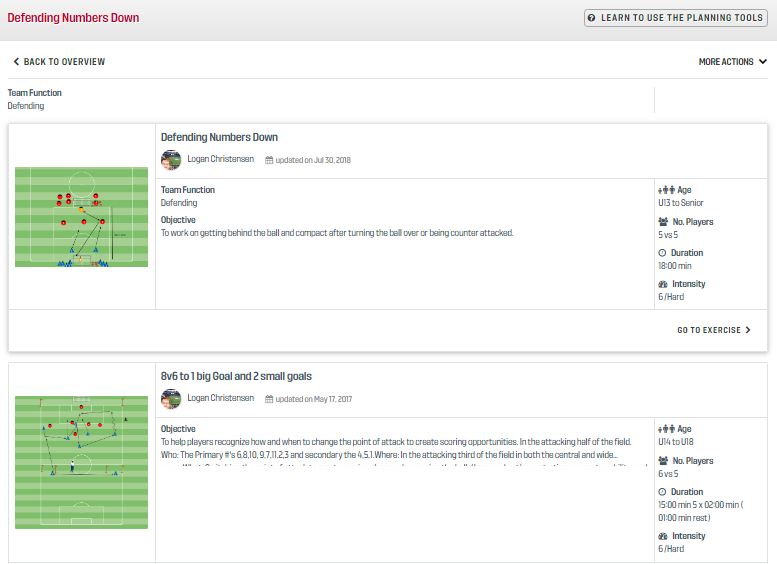 Defending Numbers Down
LEARN TO USE THE PLANNING TOOLS
BACK TO OVERVIEW
MORE ACTIONS
Team Function
Defending
Defending Numbers Down
Logan Christensen
updated on Jul 30, 2018
Team Function
Defending
Objective
To work on getting behind the ball and compact after turning the ball over or being counter attacked.
Age
U13 to Senior
No. Players
5 vs 5
Duration
18:00 min
Intensity
6/Hard
GO TO EXERCISE
8v6 to 1 big Goal and 2 small goals
Logan Christensen
updated on May 17, 2017
Objective
To help players recognize how and when to change the point of attack to create scoring opportunities. In the attacking half of the field.
Who: The Primary #'s 6,8,10, 9,7,11,2,3 and secondary the 4,5,1.Where: In the attacking third of the field in both the central and wide...
Age
U14 to U18
No. Players
6 vs 5
Duration
15:00 min 5 x 02:00 min (
01:00 min rest)
Intensity
6/Hard